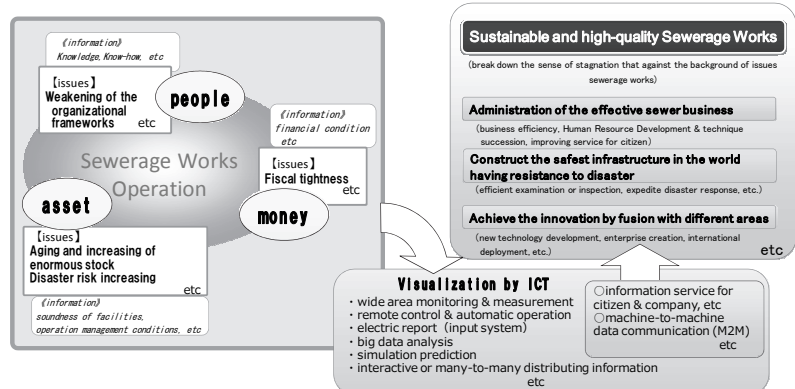 《information》
Knowledge, Know-how, etc
【issues】
Weakening of the
organizational
frameworks
etc
people
《information》
financial condition
etc
【issues】
Fiscal tightness
etc
money
Sewerage Works
Operation
asset
【issues】
Aging and increasing of
enormous stock
Disaster risk increasing
etc
《information》
soundness of facilities,
operation management conditions, etc
Sustainable and high-quality Sewerage Works
(break down the sense of stagnation that against the background of issues
sewerage works)
Administration of the effective sewer business
(business efficiency, Human Resource Development & technique
succession, improving service for citizen)
Construct the safest infrastructure in the world
having resistance to disaster
(efficient examination or inspection, expedite disaster response, etc.)
Achieve the innovation by fusion with different areas
(new technology development, enterprise creation, international
deployment, etc.)
etc
Visualization by ICT
・wide area monitoring & measurement
・remote control & automatic operation
・electric report (input system)
・big data analysis
・simulation prediction
・interactive or many-to-many distributing information
etc
○information service for
citizen & company, etc
○machine-to-machine
data communication (M2M)
etc